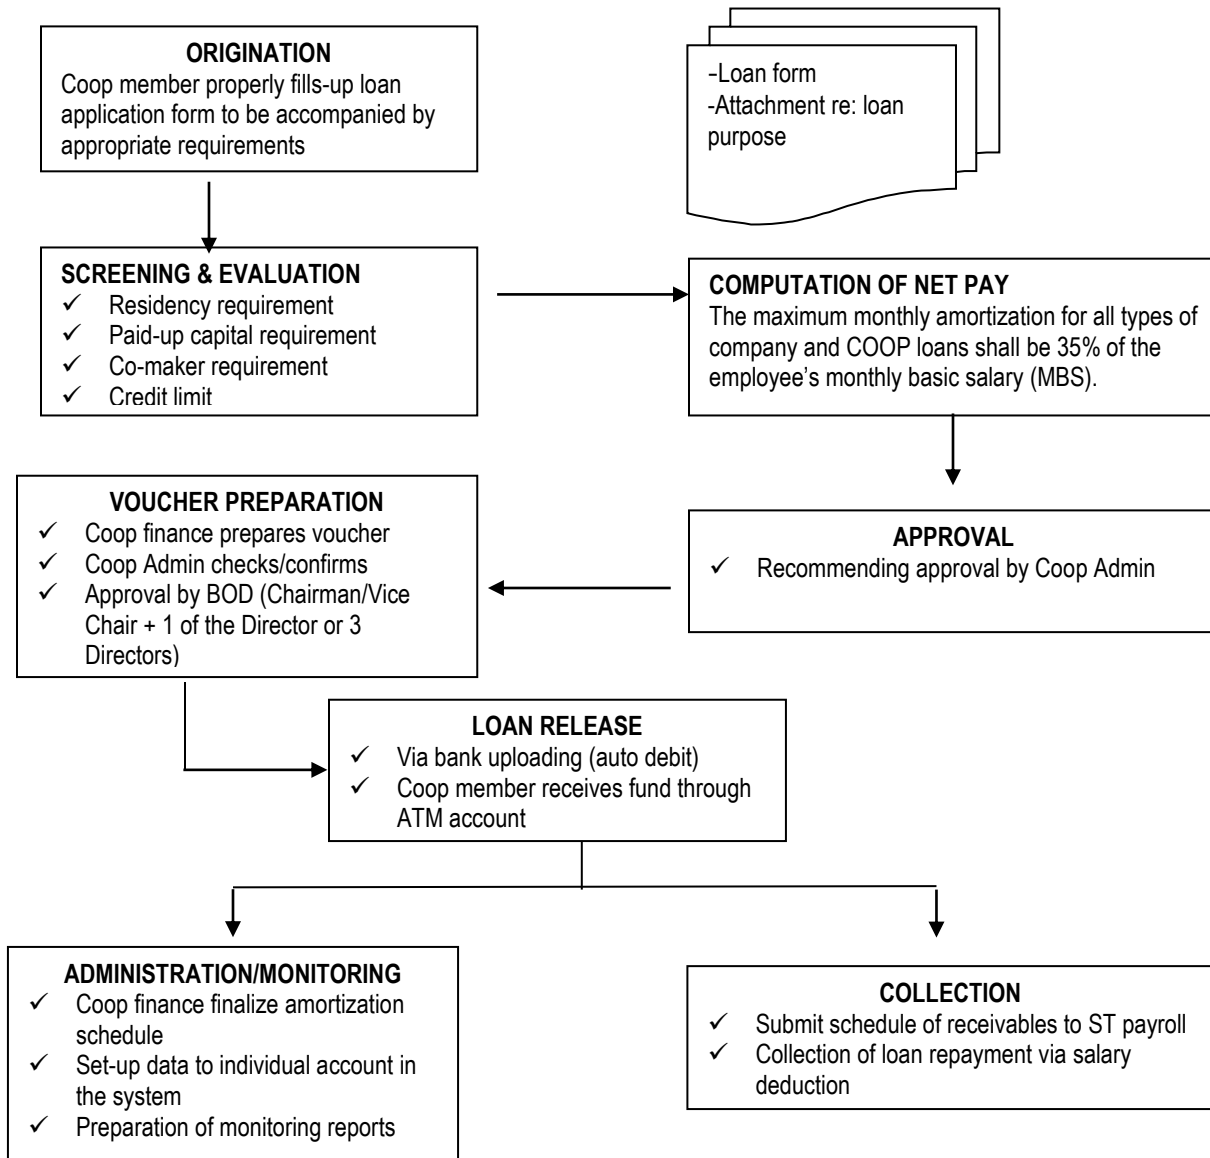 ORIGINATION
Coop member properly fills-up loan
application form to be accompanied by
appropriate requirements
-Loan form
-Attachment re: loan
purpose
SCREENING & EVALUATION
✓ Residency requirement
✓ Paid-up capital requirement
✓ Co-maker requirement
✓ Credit limit
COMPUTATION OF NET PAY
The maximum monthly amortization for all types of
company and COOP loans shall be 35% of the
employee's monthly basic salary (MBS).
VOUCHER PREPARATION
✓ Coop finance prepares voucher
✓ Coop Admin checks/confirms
✓ Approval by BOD (Chairman/Vice
Chair + 1 of the Director or 3
Directors)
APPROVAL
✓ Recommending approval by Coop Admin
LOAN RELEASE
✓ Via bank uploading (auto debit)
✓ Coop member receives fund through
ATM account
ADMINISTRATION/MONITORING
✓ Coop finance finalize amortization
schedule
✓ Set-up data to individual account in
the system
✓ Preparation of monitoring reports
COLLECTION
✓ Submit schedule of receivables to ST payroll
✓ Collection of loan repayment via salary
deduction